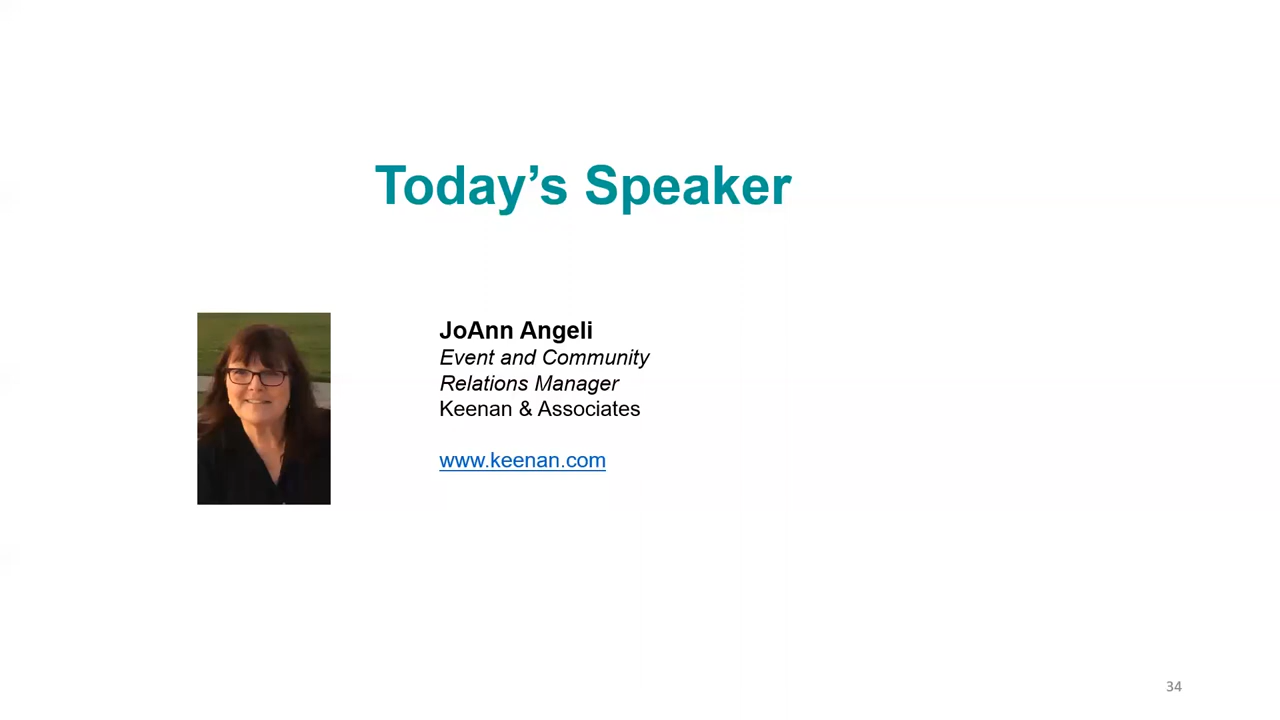 Today’s Speaker
JoAnn Angeli
Event and Community
Relations Manager
Keenan & Associates
www.keenan.com
34